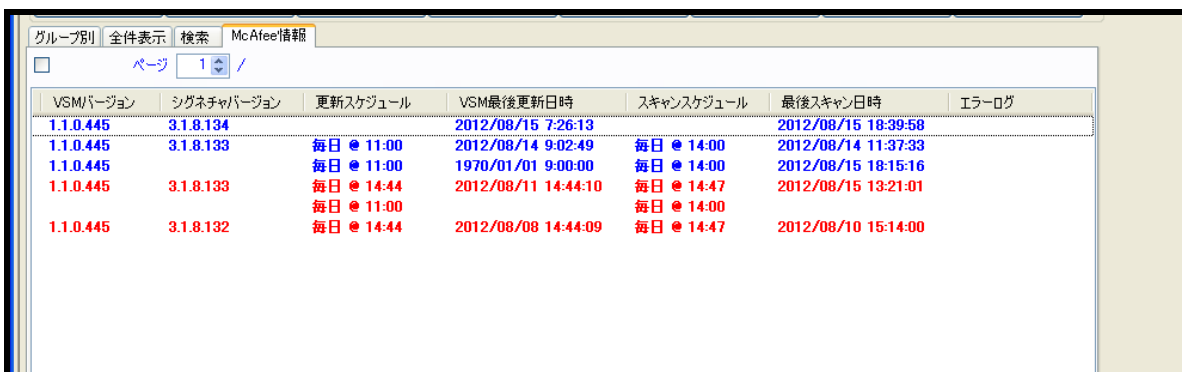 グループ別 全件表示 検索 McAfee情報
ページ 1 /
VSMバージョン シグネチャバージョン 更新スケジュール VSM最後更新日時 スキャンスケジュール 最後スキャン日時 エラーログ
1.1.0.445 3.1.8.134 2012/08/15 7:26:13 2012/08/15 18:39:58
1.1.0.445 3.1.8.133 毎日 @ 11:00 2012/08/14 9:02:49 毎日 @ 14:00 2012/08/14 11:37:33
1.1.0.445 毎日 @ 11:00 1970/01/01 9:00:00 毎日 @ 14:00 2012/08/15 18:15:16
1.1.0.445 3.1.8.133 毎日 @ 14:44 2012/08/11 14:44:10 毎日 @ 14:47 2012/08/15 13:21:01
毎日 @ 11:00 毎日 @ 14:00
1.1.0.445 3.1.8.132 毎日 @ 14:44 2012/08/08 14:44:09 毎日 @ 14:47 2012/08/10 15:14:00